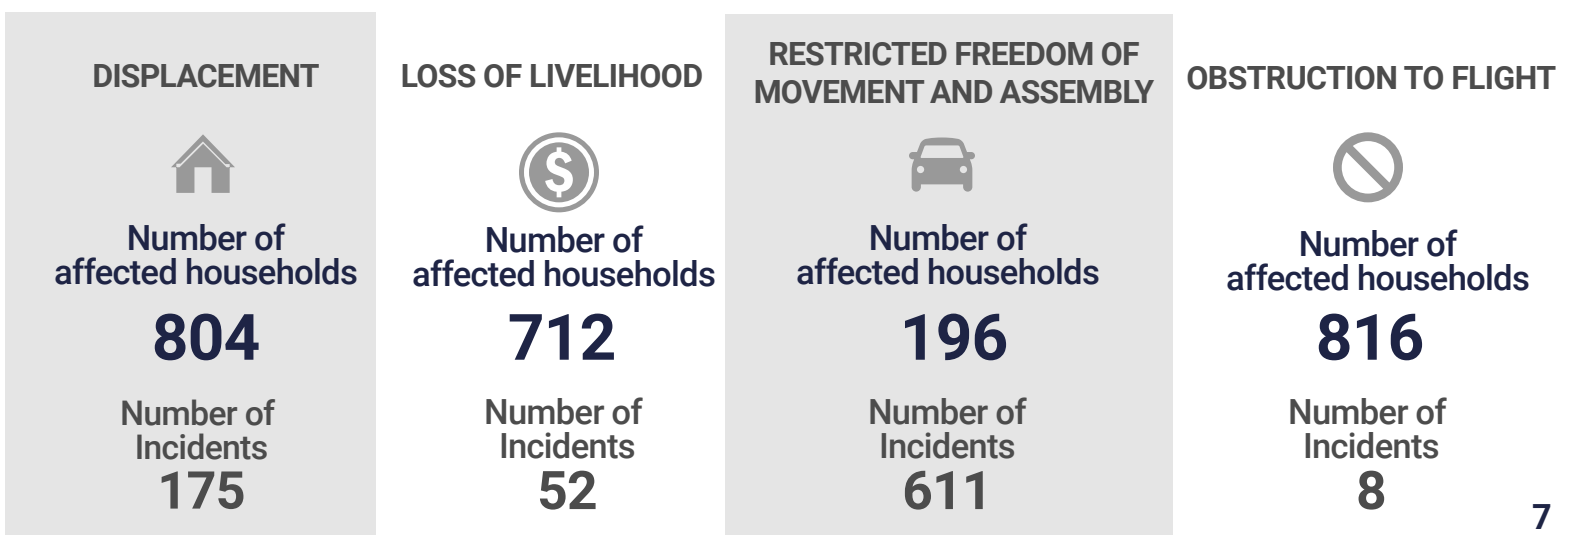 DISPLACEMENT
Number of
affected households
804
Number of
Incidents
175
LOSS OF LIVELIHOOD
$
Number of
affected households
712
Number of
Incidents
52
RESTRICTED FREEDOM OF
MOVEMENT AND ASSEMBLY
Number of
affected households
196
Number of
Incidents
611
OBSTRUCTION TO FLIGHT
Number of
affected households
816
Number of
Incidents
8
7